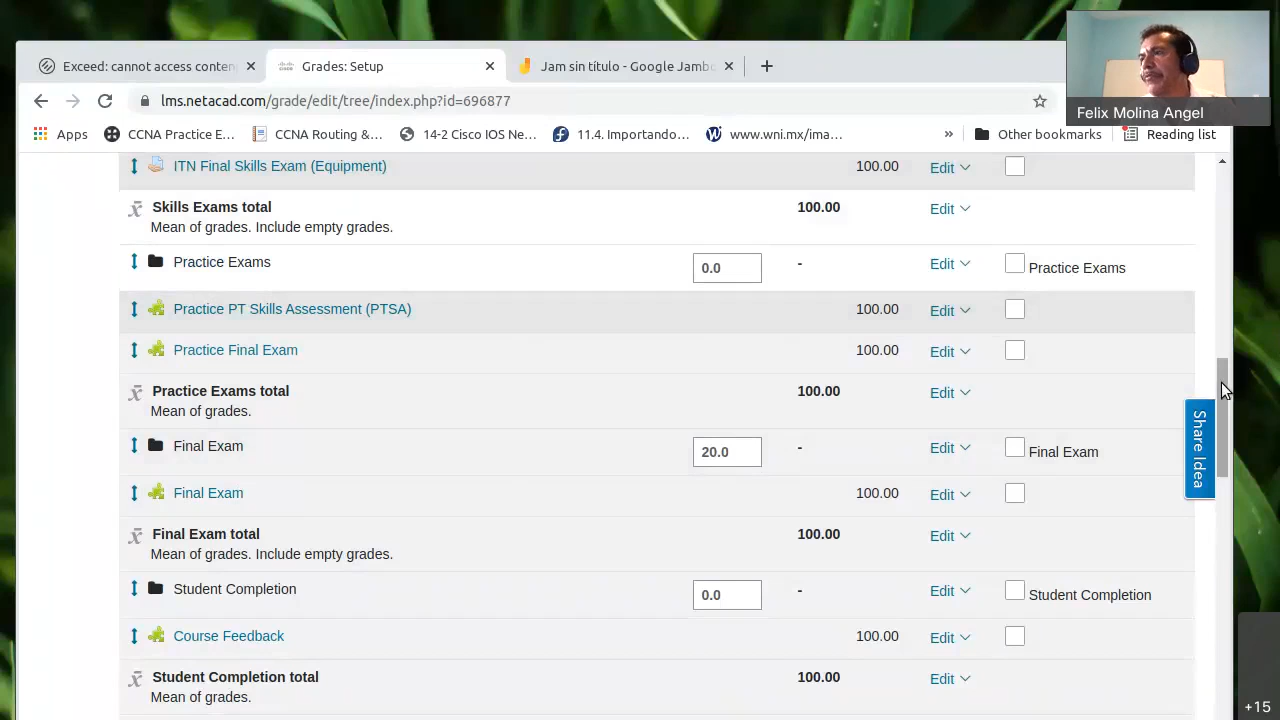 Exceed: cannot access conten
Grades: Setup
Jam sin título - Google Jambo
Felix Molina Angel
lms.netacad.com/grade/edit/tree/index.php?id=696877
Apps
CCNA Practice E...
CCNA Routing &...
14-2 Cisco IOS Ne...
11.4. Importando...
www.wni.mx/ima...
»
Other bookmarks
Reading list
ITN Final Skills Exam (Equipment) 100.00 Edit
Skills Exams total 100.00 Edit
Mean of grades. Include empty grades.
Practice Exams 0.0 - Edit Practice Exams
Practice PT Skills Assessment (PTSA) 100.00 Edit
Practice Final Exam 100.00 Edit
Practice Exams total 100.00 Edit
Mean of grades.
Final Exam 20.0 - Edit Final Exam
Share Idea
Final Exam 100.00 Edit
Final Exam total 100.00 Edit
Mean of grades. Include empty grades.
Student Completion 0.0 - Edit Student Completion
Course Feedback 100.00 Edit
Student Completion total 100.00 Edit
Mean of grades.
+15